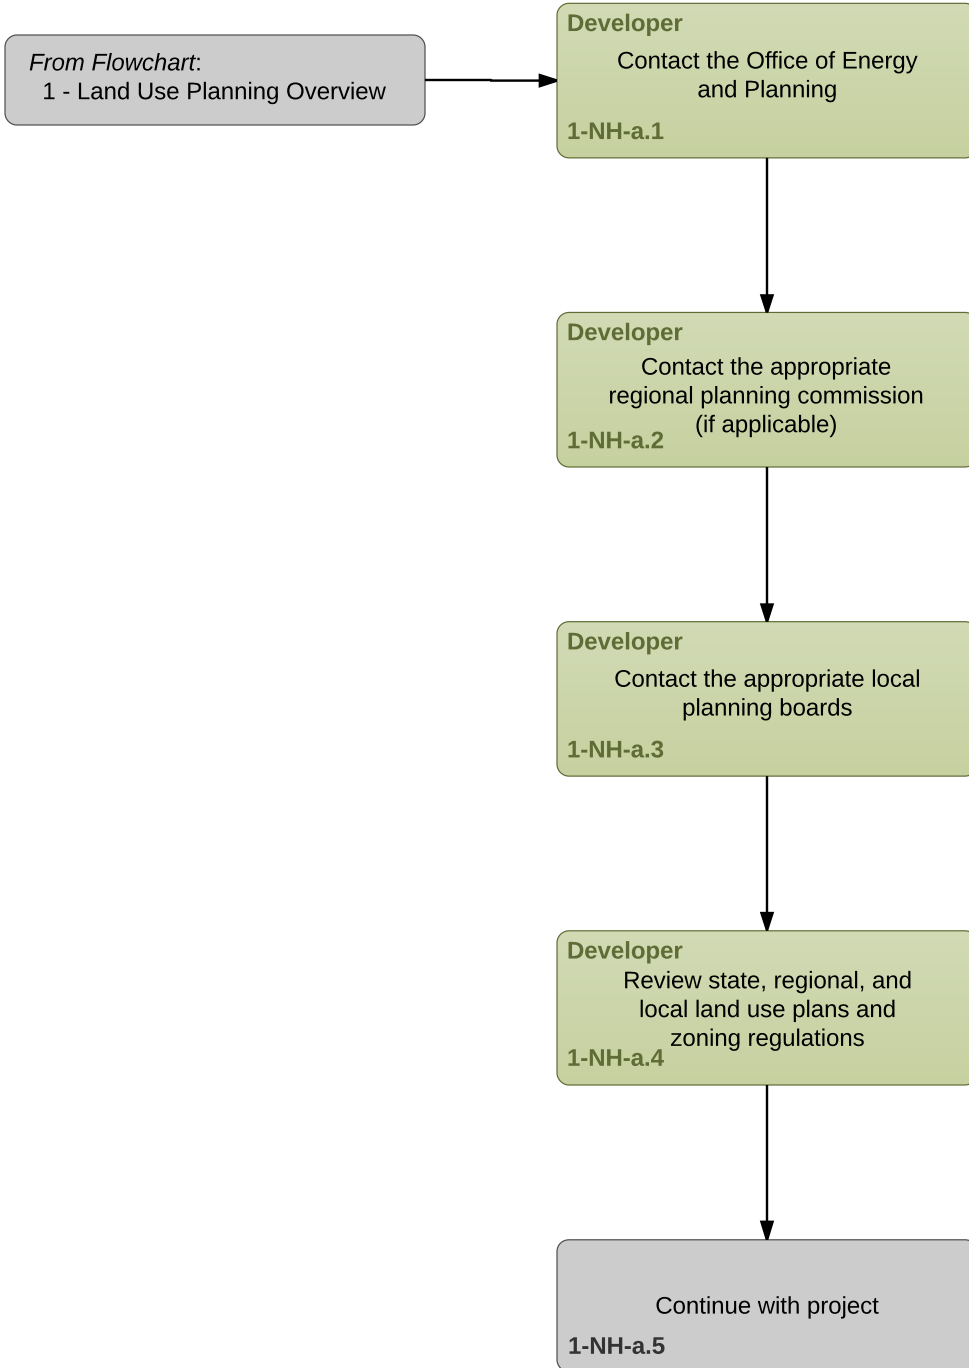 From Flowchart:
1 - Land Use Planning Overview
Developer
Contact the Office of Energy
and Planning
1-NH-a.1
Developer
Contact the appropriate
regional planning commission
(if applicable)
1-NH-a.2
Developer
Contact the appropriate local
planning boards
1-NH-a.3
Developer
Review state, regional, and
local land use plans and
zoning regulations
1-NH-a.4
Continue with project
1-NH-a.5